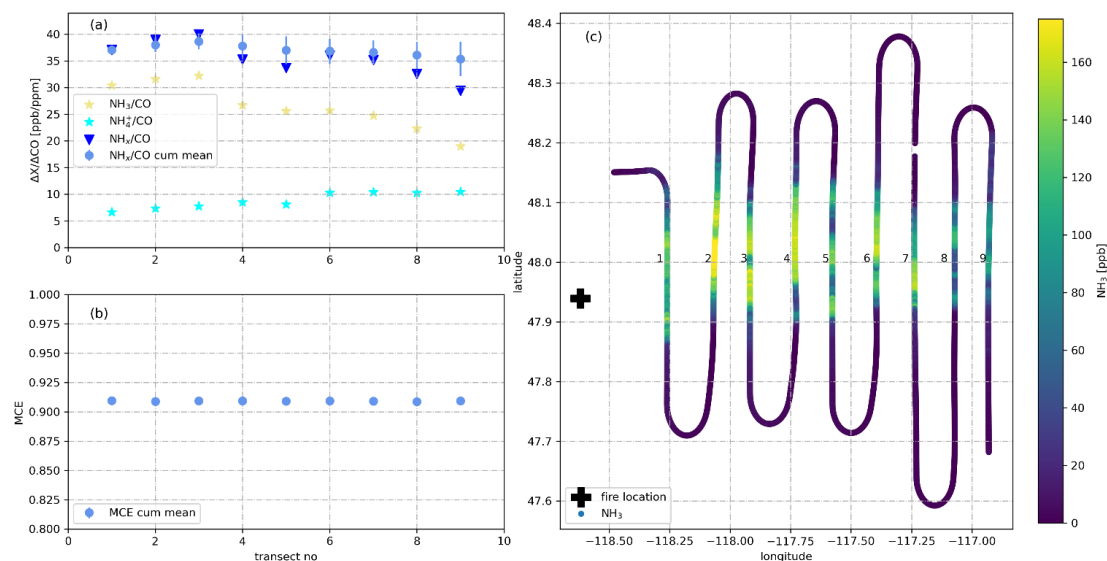 (a)
40
35
30
25
20
15
10
5
0
ΔX/ΔCO [ppb/ppm]
NH₃/CO
NH₄⁺/CO
NHₓ/CO
NHₓ/CO cum mean
0 2 4 6 8 10
(b)
1.000
0.975
0.950
0.925
0.900
0.875
0.850
0.825
0.800
MCE
MCE cum mean
0 2 4 6 8 10
transect no
(c)
48.4
48.3
48.2
48.1
48.0
47.9
47.8
47.7
47.6
latitude
1 2 3 4 5 6 7 8 9
fire location
NH₃
−118.50 −118.25 −118.00 −117.75 −117.50 −117.25 −117.00
longitude
160
140
120
100
80
60
40
20
0
NH₃ [ppb]